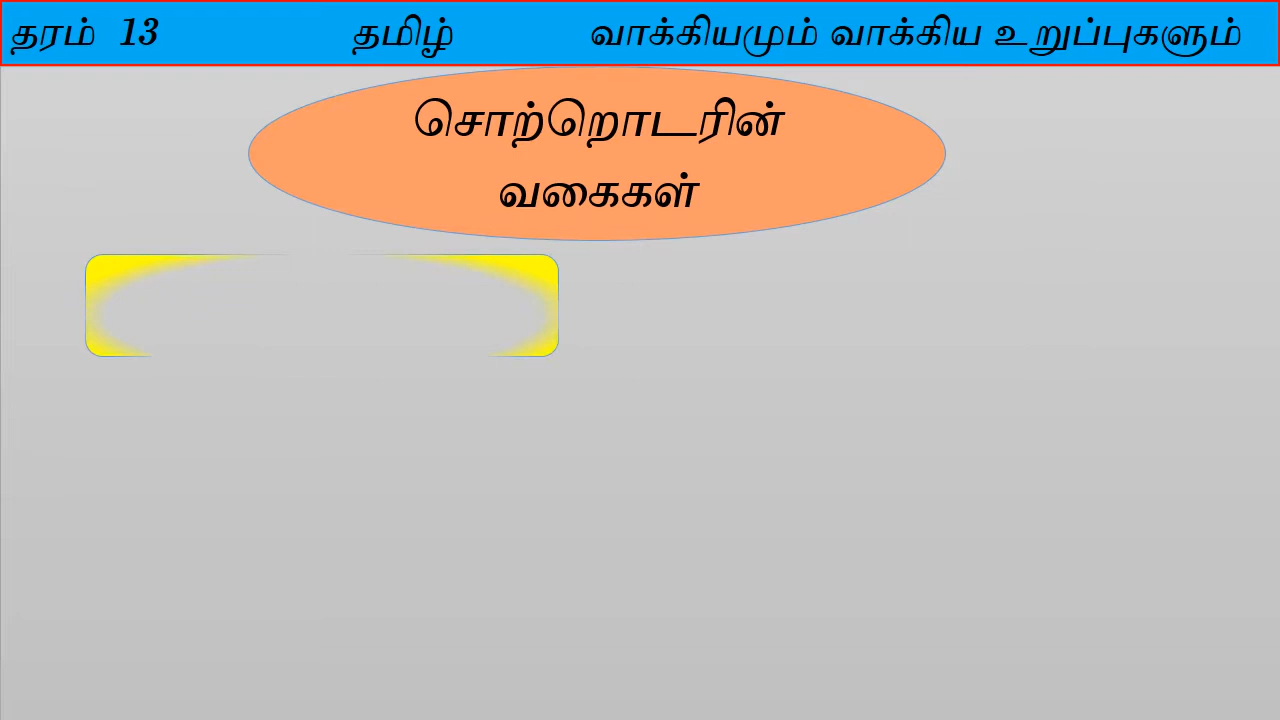 தரம் 13 தமிழ் வாக்கியமும் வாக்கிய உறுப்புகளும்
சொற்றொடரின்
வகைகள்